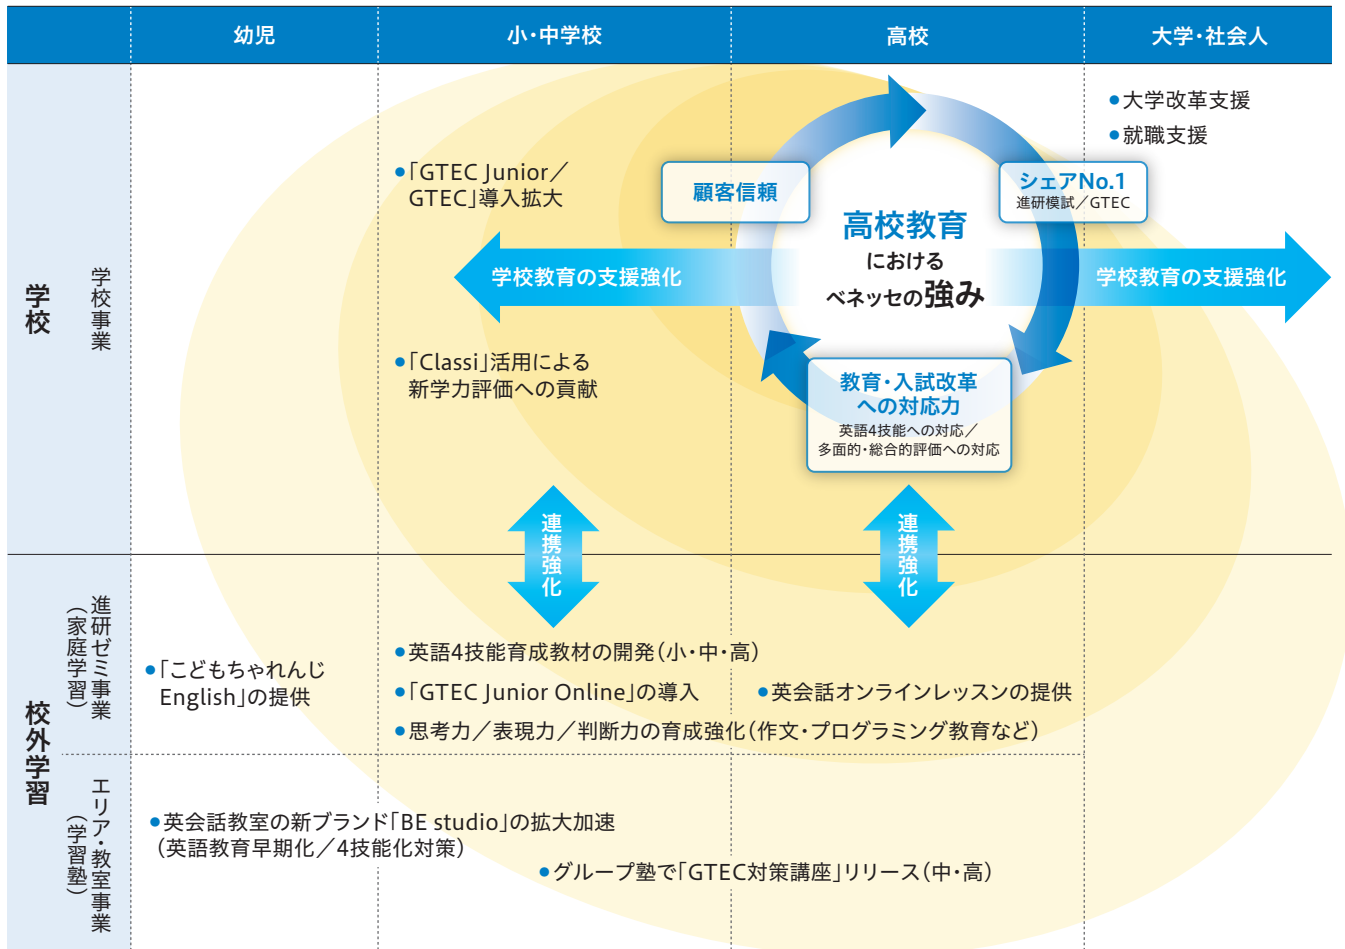 幼児
小・中学校
高校
大学・社会人
学校
学校事業
●「GTEC Junior／
GTEC」導入拡大
●「Classi」活用による
新学力評価への貢献
学校教育の支援強化
顧客信頼
シェアNo.1
進研模試／GTEC
高校教育
における
ベネッセの強み
教育・入試改革
への対応力
英語4技能への対応／
多面的・総合的評価への対応
●大学改革支援
●就職支援
学校教育の支援強化
連携強化
連携強化
校外学習
進研ゼミ事業
（家庭学習）
●「こどもちゃれんじ
English」の提供
●英語4技能育成教材の開発（小・中・高）
●「GTEC Junior Online」の導入
●英会話オンラインレッスンの提供
●思考力／表現力／判断力の育成強化（作文・プログラミング教育など）
エリア・教室事業
（学習塾）
●英会話教室の新ブランド「BE studio」の拡大加速
（英語教育早期化／4技能化対策）
●グループ塾で「GTEC対策講座」リリース（中・高）